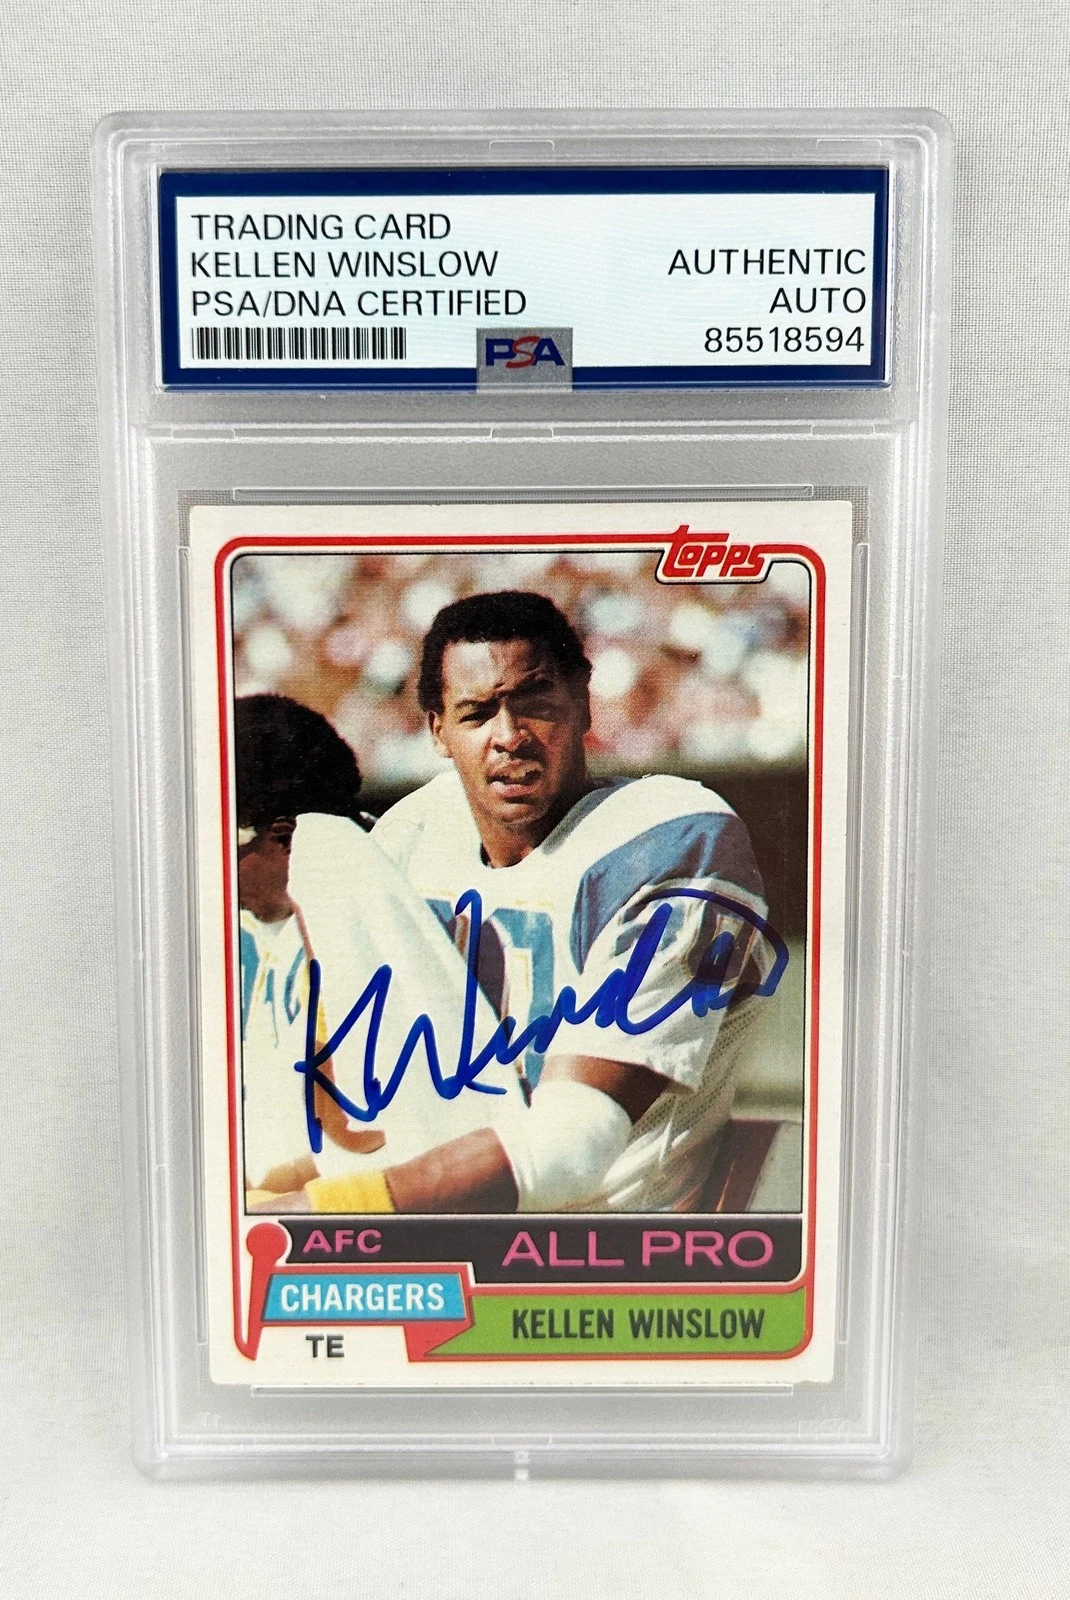 TRADING CARD
KELLEN WINSLOW
PSA/DNA CERTIFIED
AUTHENTIC
AUTO
85518594
PSA
topps
K Winslow
AFC
ALL PRO
CHARGERS
KELLEN WINSLOW
TE